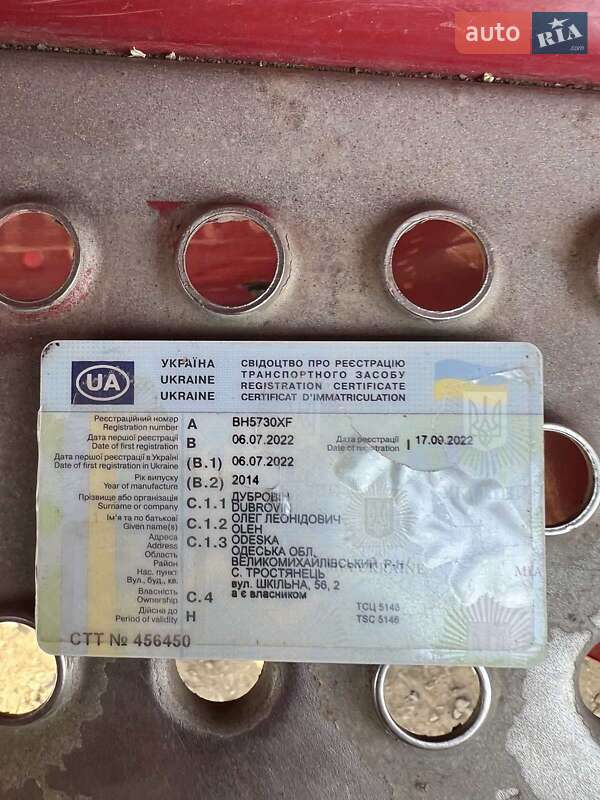 auto RIA .com
УКРАЇНА
UKRAINE
UKRAINE
СВІДОЦТВО ПРО РЕЄСТРАЦІЮ
ТРАНСПОРТНОГО ЗАСОБУ
REGISTRATION CERTIFICATE
CERTIFICAT D'IMMATRICULATION
UA
Реєстраційний номер
Registration number A BH5730XF
Дата першої реєстрації
Date of first registration B 06.07.2022
Дата реєстрації
Date of registration I 17.09.2022
Дата першої реєстрації в Україні
Date of first registration in Ukraine (B.1) 06.07.2022
Рік випуску
Year of manufacture (B.2) 2014
Прізвище або організація
Surname or company C.1.1 ДУБРОВІН
DUBROVIN
Ім'я та по батькові
Given name(s) C.1.2 ОЛЕГ ЛЕОНІДОВИЧ
OLEH
Адреса
Address C.1.3 ODESKA
Область ОДЕСЬКА ОБЛ.
Район ВЕЛИКОМИХАЙЛІВСЬКИЙ Р-Н
Нас. пункт С. ТРОСТЯНЕЦЬ
Вул., буд., кв. вул. ШКІЛЬНА, 56, 2
Власність
Ownership C.4 а є власником
Дійсна до
Period of validity H
ТСЦ 5146
TSC 5146
СТТ № 456450